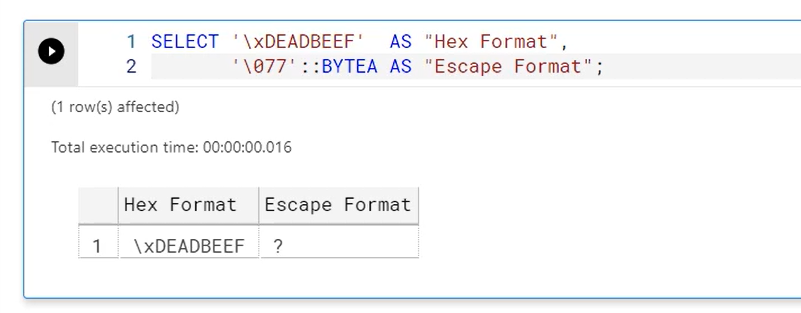 1 SELECT '\xDEADBEEF' AS "Hex Format",
2 '\077'::BYTEA AS "Escape Format";
(1 row(s) affected)
Total execution time: 00:00:00.016
Hex Format Escape Format
1 \xDEADBEEF ?